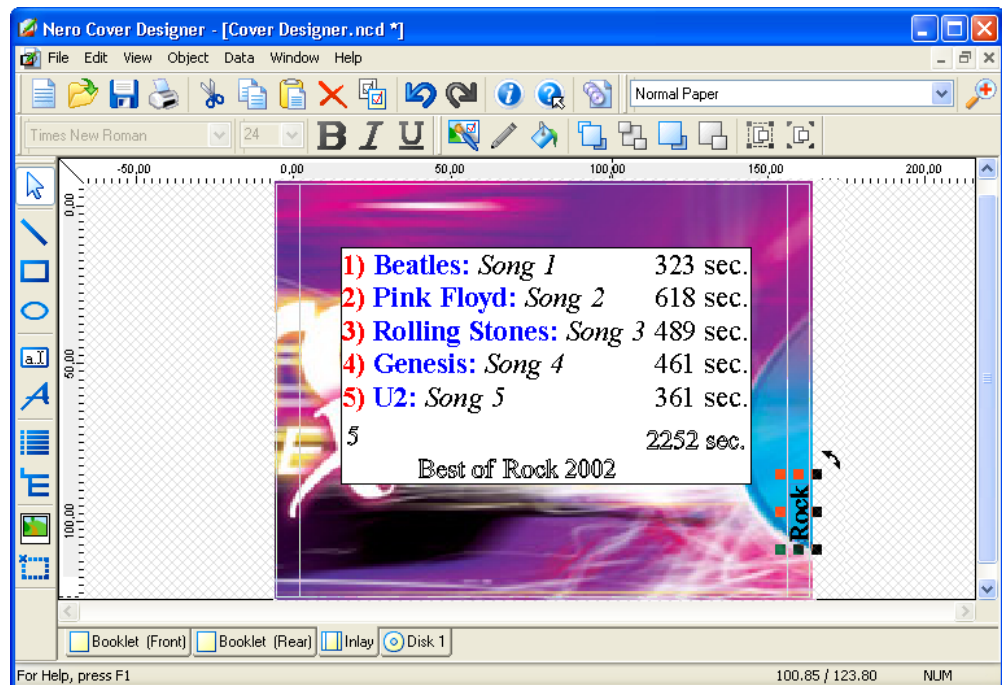 Nero Cover Designer - [Cover Designer.ncd *]
File Edit View Object Data Window Help
Normal Paper
Times New Roman 24 B I U
-50,00 0,00 50,00 100,00 150,00 200,00
0,00
50,00
100,00
a.I
A
1) Beatles: Song 1 323 sec.
2) Pink Floyd: Song 2 618 sec.
3) Rolling Stones: Song 3 489 sec.
4) Genesis: Song 4 461 sec.
5) U2: Song 5 361 sec.
5 2252 sec.
Best of Rock 2002
Rock
Booklet (Front) Booklet (Rear) Inlay Disk 1
For Help, press F1 100.85 / 123.80 NUM